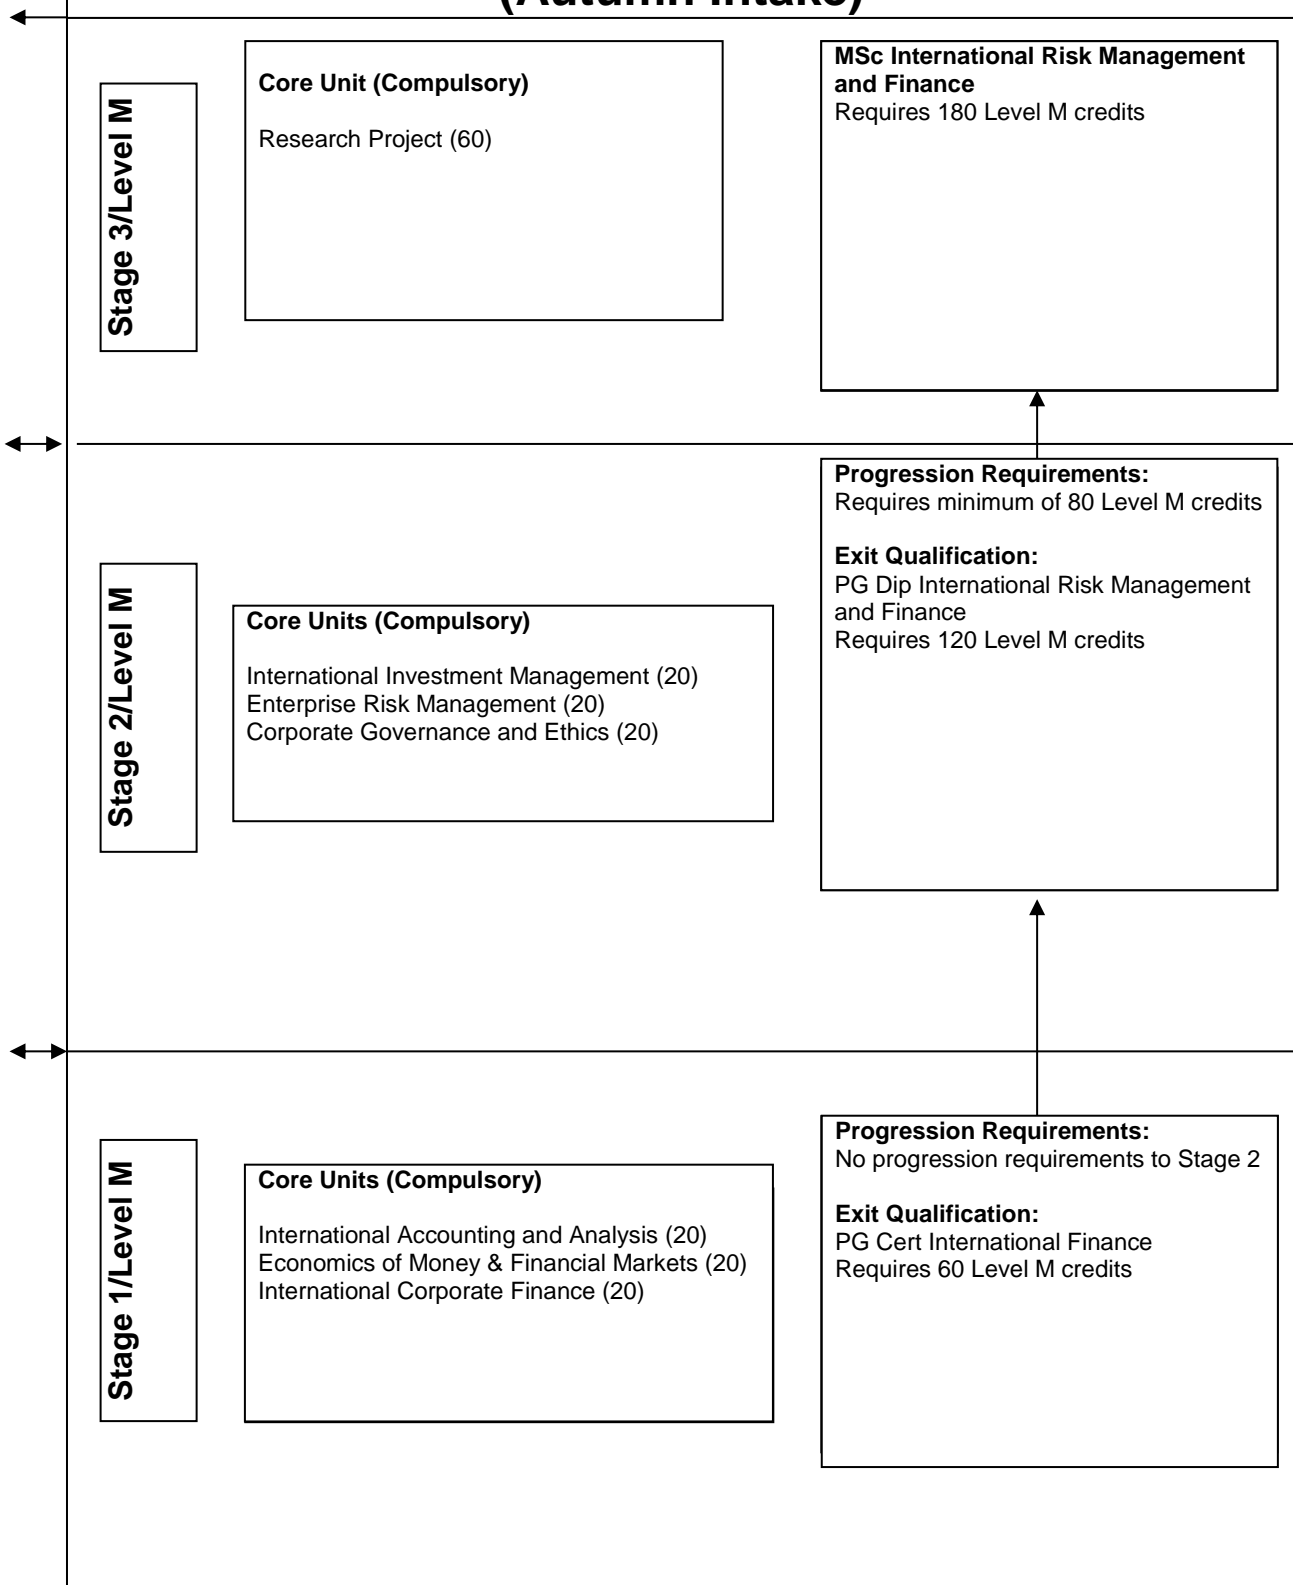 (Autumn Intake)
Stage 3/Level M
Core Unit (Compulsory)
Research Project (60)
MSc International Risk Management
and Finance
Requires 180 Level M credits
Stage 2/Level M
Core Units (Compulsory)
International Investment Management (20)
Enterprise Risk Management (20)
Corporate Governance and Ethics (20)
Progression Requirements:
Requires minimum of 80 Level M credits
Exit Qualification:
PG Dip International Risk Management
and Finance
Requires 120 Level M credits
Stage 1/Level M
Core Units (Compulsory)
International Accounting and Analysis (20)
Economics of Money & Financial Markets (20)
International Corporate Finance (20)
Progression Requirements:
No progression requirements to Stage 2
Exit Qualification:
PG Cert International Finance
Requires 60 Level M credits